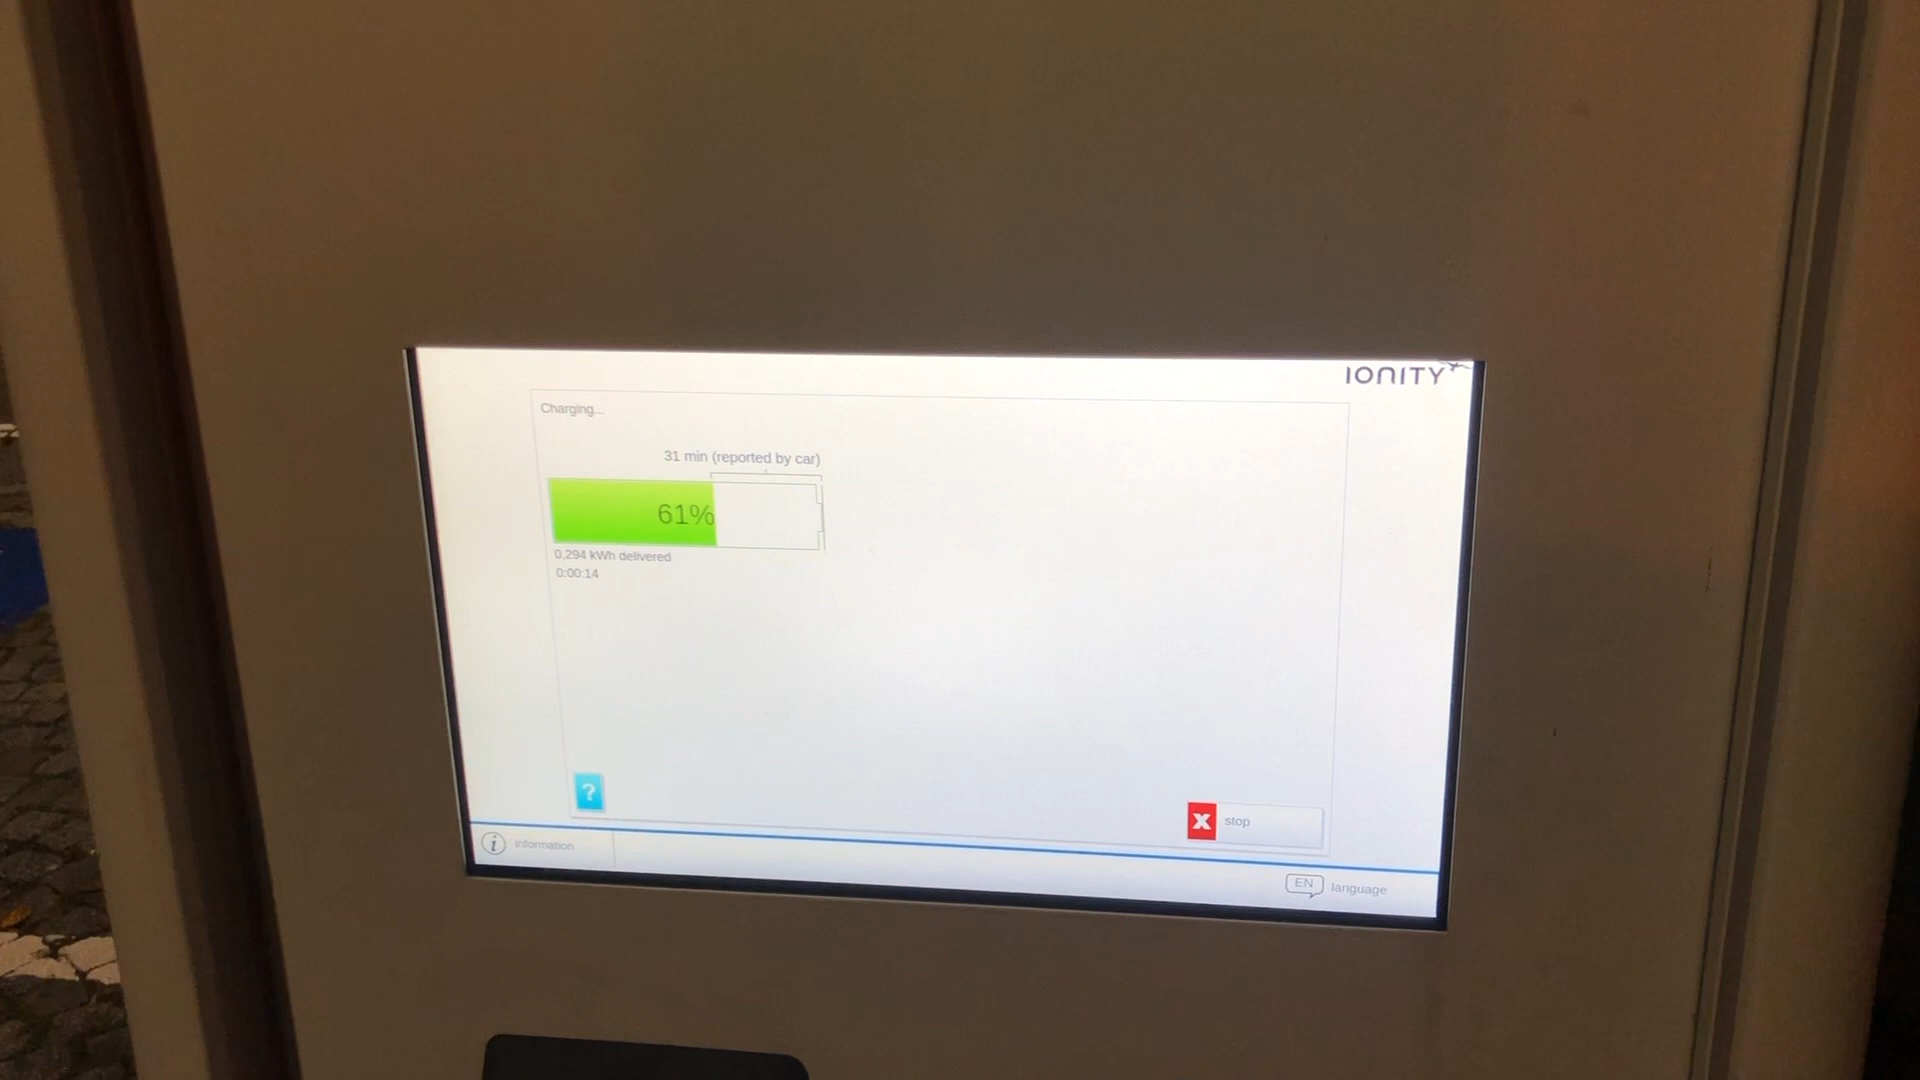 IONITY
Charging...
31 min (reported by car)
61%
0,294 kWh delivered
0:00:14
?
X stop
i information
EN language